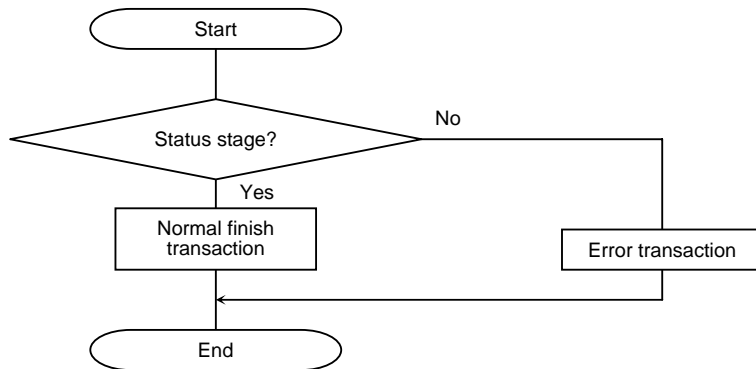 Start
Status stage?
No
Yes
Normal finish
transaction
Error transaction
End